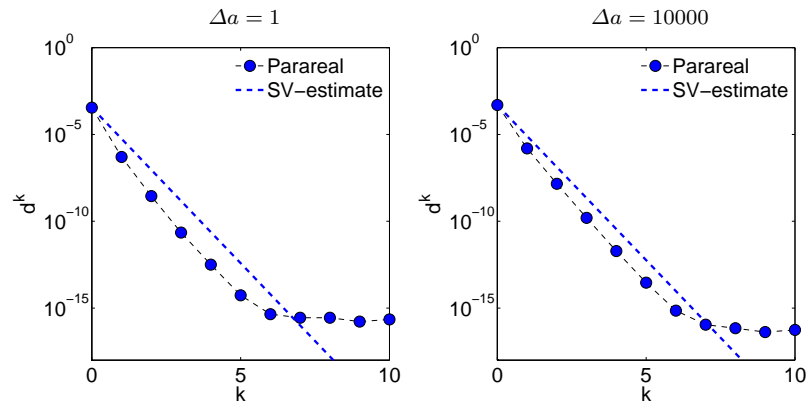 Δa = 1
10^0
10^−5
10^−10
10^−15
d^k
0 5 10
k
Parareal
SV−estimate
Δa = 10000
10^0
10^−5
10^−10
10^−15
d^k
0 5 10
k
Parareal
SV−estimate